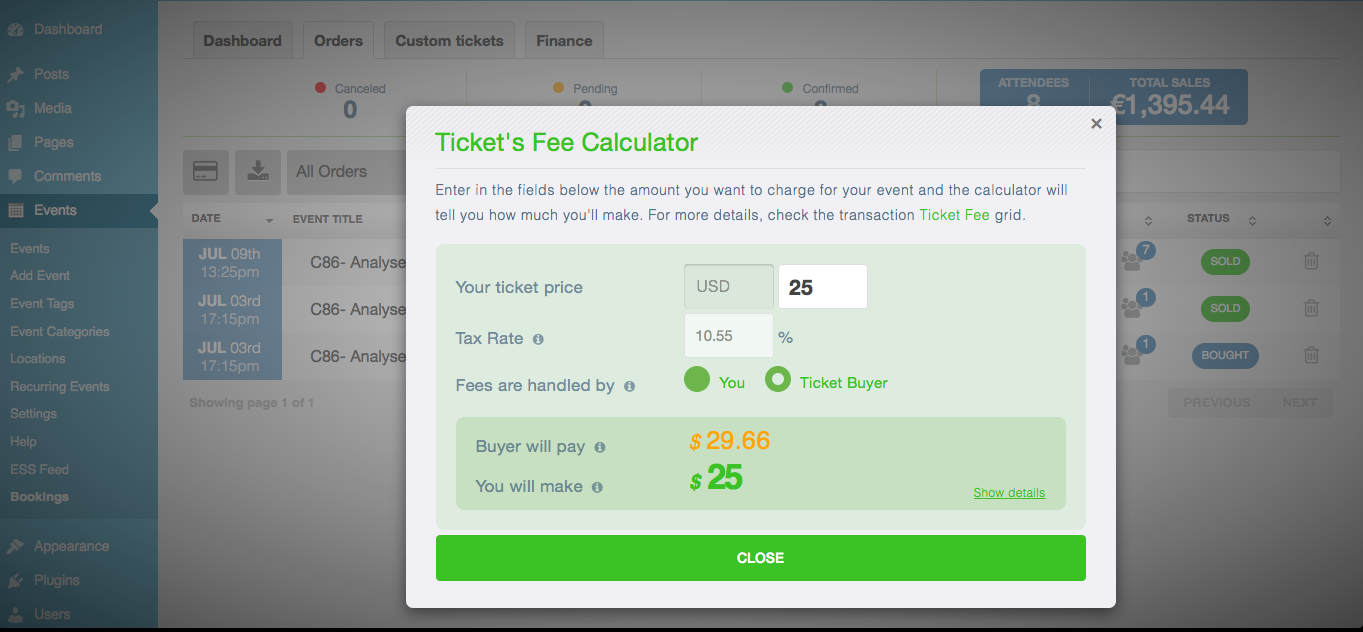 Dashboard
Posts
Media
Pages
Comments
Events
Events
Add Event
Event Tags
Event Categories
Locations
Recurring Events
Settings
Help
ESS Feed
Bookings
Appearance
Plugins
Users
Dashboard Orders Custom tickets Finance
Canceled Pending Confirmed ATTENDEES TOTAL SALES
0 8 €1,395.44
All Orders
DATE EVENT TITLE STATUS
JUL 09th
13:25pm
C86- Analyse 7 SOLD
JUL 03rd
17:15pm
C86- Analyse 1 SOLD
JUL 03rd
17:15pm
C86- Analyse 1 BOUGHT
Showing page 1 of 1 PREVIOUS NEXT
×
Ticket's Fee Calculator
Enter in the fields below the amount you want to charge for your event and the calculator will
tell you how much you'll make. For more details, check the transaction Ticket Fee grid.
Your ticket price USD 25
Tax Rate 10.55 %
Fees are handled by You Ticket Buyer
Buyer will pay $ 29.66
You will make $ 25
Show details
CLOSE